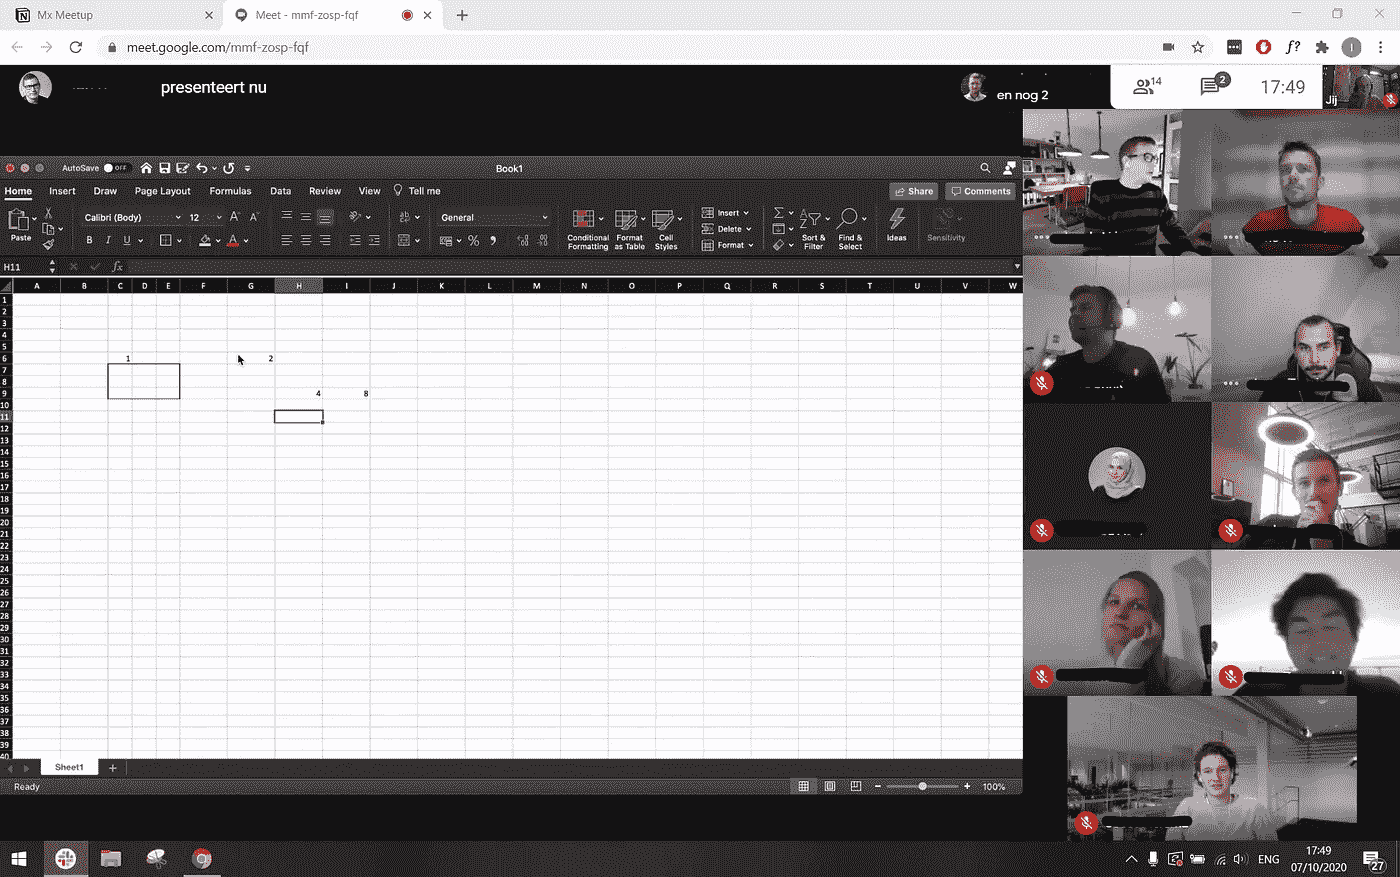 Mx Meetup
Meet - mmf-zosp-fqf
meet.google.com/mmf-zosp-fqf
f?
I
presenteert nu
en nog 2
14
2
17:49
Jij
AutoSave OFF
Book1
Home Insert Draw Page Layout Formulas Data Review View Tell me
Share Comments
Paste
Calibri (Body) 12
B I U
General
Conditional Formatting
Format as Table
Cell Styles
Insert
Delete
Format
Sort & Filter
Find & Select
Ideas
Sensitivity
H11
fx
A B C D E F G H I J K L M N O P Q R S T U V W
1
2
3
4
5
6 1 2
7
8
9 4 8
10
11
12
13
14
15
16
17
18
19
20
21
22
23
24
25
26
27
28
29
30
31
32
33
34
35
36
37
38
39
40
Sheet1
Ready
100%
ENG
17:49
07/10/2020
27